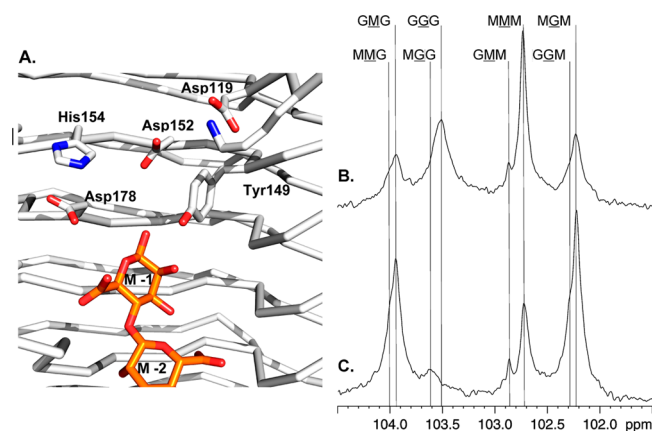 A.
Asp119
His154
Asp152
Asp178
Tyr149
M -1
M -2
GMG GGG MMM MGM
MMG MGG GMM GGM
B.
C.
104.0 103.5 103.0 102.5 102.0 ppm